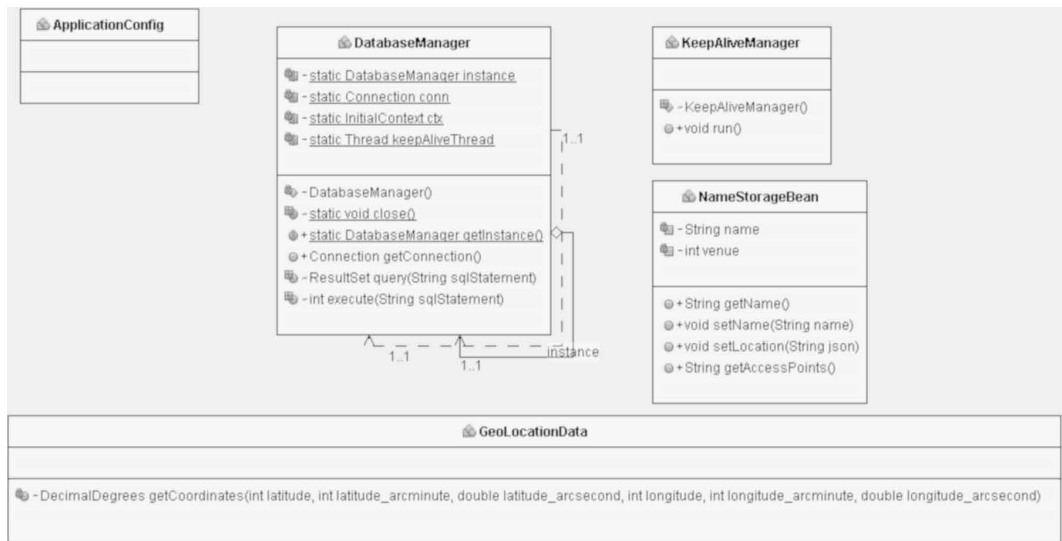 ApplicationConfig
DatabaseManager
- static DatabaseManager instance
- static Connection conn
- static InitialContext ctx
- static Thread keepAliveThread
1..1
- DatabaseManager()
- static void close()
+ static DatabaseManager getInstance()
+ Connection getConnection()
- ResultSet query(String sqlStatement)
- int execute(String sqlStatement)
1..1
1..1
instance
KeepAliveManager
- KeepAliveManager()
+ void run()
NameStorageBean
- String name
- int venue
+ String getName()
+ void setName(String name)
+ void setLocation(String json)
+ String getAccessPoints()
GeoLocationData
- DecimalDegrees getCoordinates(int latitude, int latitude_arcminute, double latitude_arcsecond, int longitude, int longitude_arcminute, double longitude_arcsecond)